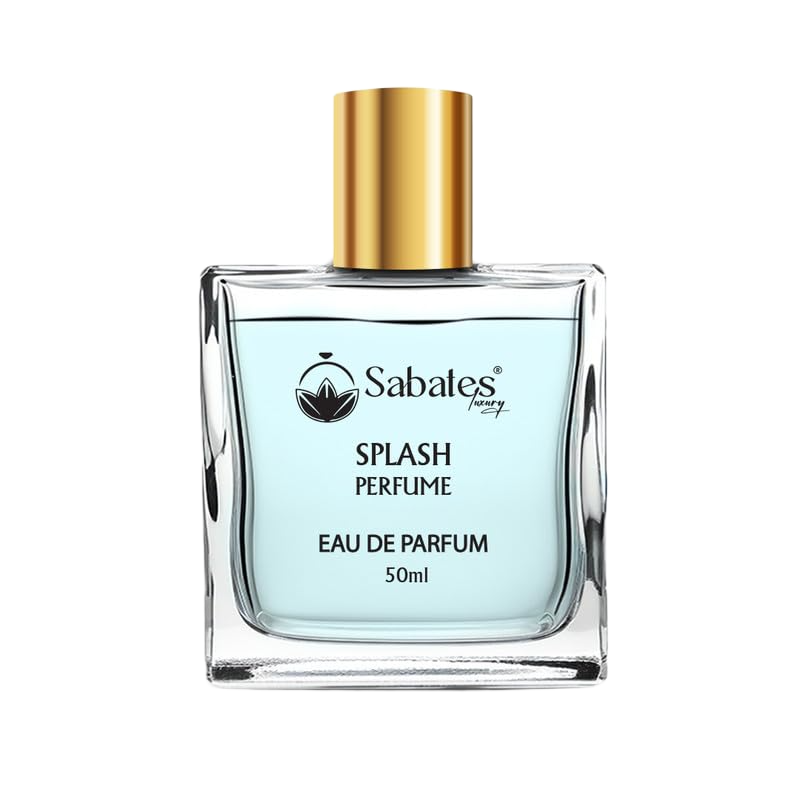 Sabates®
luxury
SPLASH
PERFUME
EAU DE PARFUM
50ml